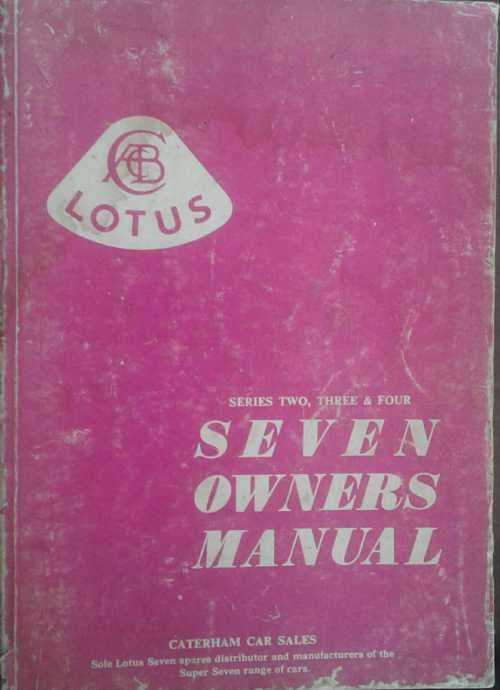 ACBC
LOTUS
SERIES TWO, THREE & FOUR
SEVEN
OWNERS
MANUAL
CATERHAM CAR SALES
Sole Lotus Seven spares distributor and manufacturers of the
Super Seven range of cars.